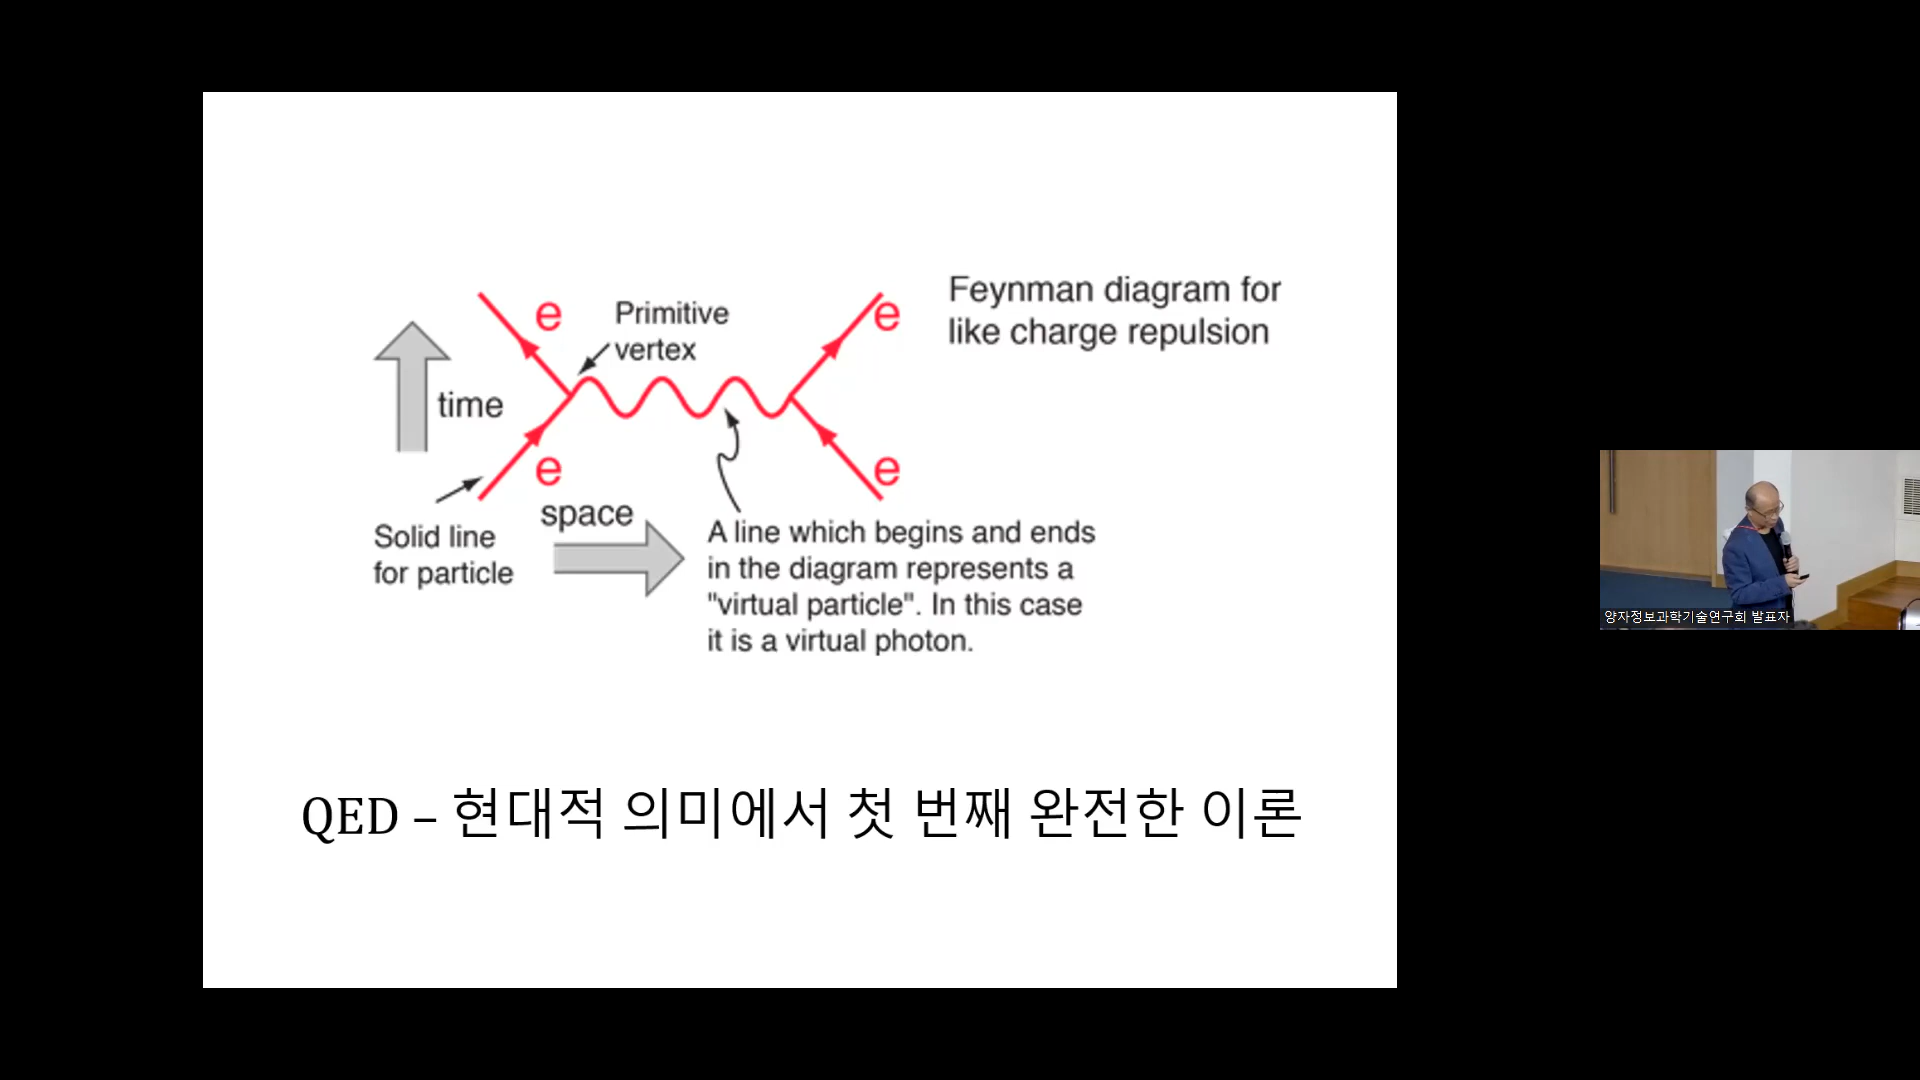 Feynman diagram for
like charge repulsion
e
Primitive
vertex
e
time
e
e
space
Solid line
for particle
A line which begins and ends
in the diagram represents a
"virtual particle". In this case
it is a virtual photon.
양자정보과학기술연구회 발표자
QED – 현대적 의미에서 첫 번째 완전한 이론